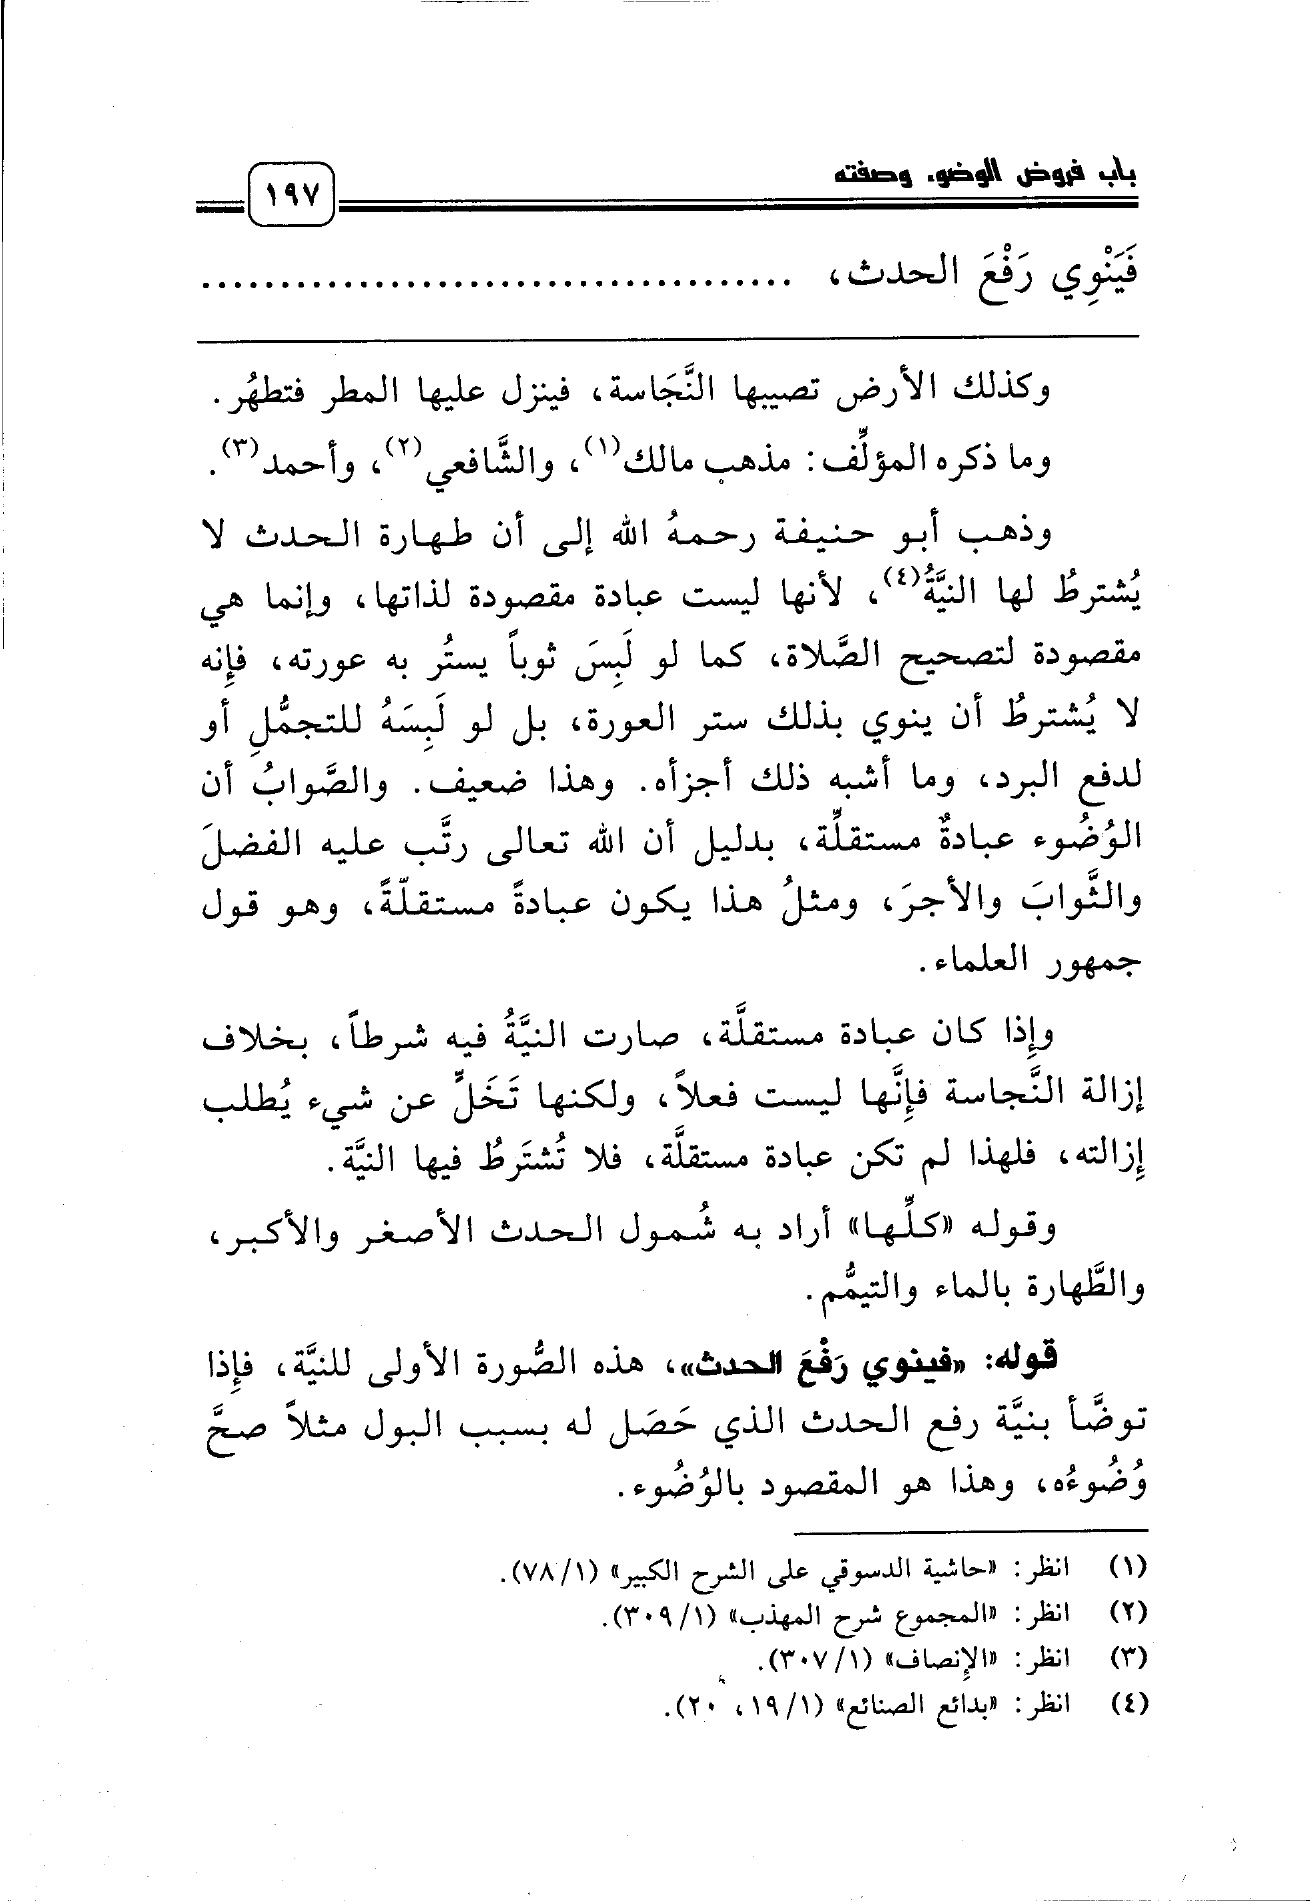 باب فروض الوضوء وصفته
١٩٧
فَيَنْوِي رَفْعَ الحدث، ......................................
وكذلك الأرض تصيبها النَّجَاسة، فينزل عليها المطر فتطهُر.
وما ذكره المؤلِّف: مذهب مالك(١)، والشَّافعي(٢)، وأحمد(٣).
وذهب أبو حنيفة رحمهُ الله إلى أن طهارة الحدث لا
يُشترطُ لها النيَّةُ(٤)، لأنها ليست عبادة مقصودة لذاتها، وإنما هي
مقصودة لتصحيح الصَّلاة، كما لو لَبِسَ ثوباً يستُر به عورته، فإِنه
لا يُشترطُ أن ينوي بذلك ستر العورة، بل لو لَبِسَهُ للتجمُّلِ أو
لدفع البرد، وما أشبه ذلك أجزأه. وهذا ضعيف. والصَّوابُ أن
الوُضُوء عبادةٌ مستقلِّة، بدليل أن الله تعالى رتَّب عليه الفضلَ
والثَّوابَ والأجرَ، ومثلُ هذا يكون عبادةً مستقلّةً، وهو قول
جمهور العلماء.
وإِذا كان عبادة مستقلَّة، صارت النيَّةُ فيه شرطاً، بخلاف
إزالة النَّجاسة فإِنَّها ليست فعلاً، ولكنها تَخَلٍّ عن شيء يُطلب
إِزالته، فلهذا لم تكن عبادة مستقلَّة، فلا تُشتَرطُ فيها النيَّة.
وقوله «كلِّها» أراد به شُمول الحدث الأصغر والأكبر،
والطَّهارة بالماء والتيمُّم.
قوله: «فينوي رَفْعَ الحدث»، هذه الصُّورة الأولى للنيَّة، فإِذا
توضَّأ بنيَّة رفع الحدث الذي حَصَل له بسبب البول مثلاً صحَّ
وُضُوءُه، وهذا هو المقصود بالوُضُوء.
(١) انظر: «حاشية الدسوقي على الشرح الكبير» (٧٨/١).
(٢) انظر: «المجموع شرح المهذب» (٣٠٩/١).
(٣) انظر: «الإِنصاف» (٣٠٧/١).
(٤) انظر: «بدائع الصنائع» (١٩/١، ٢٠).